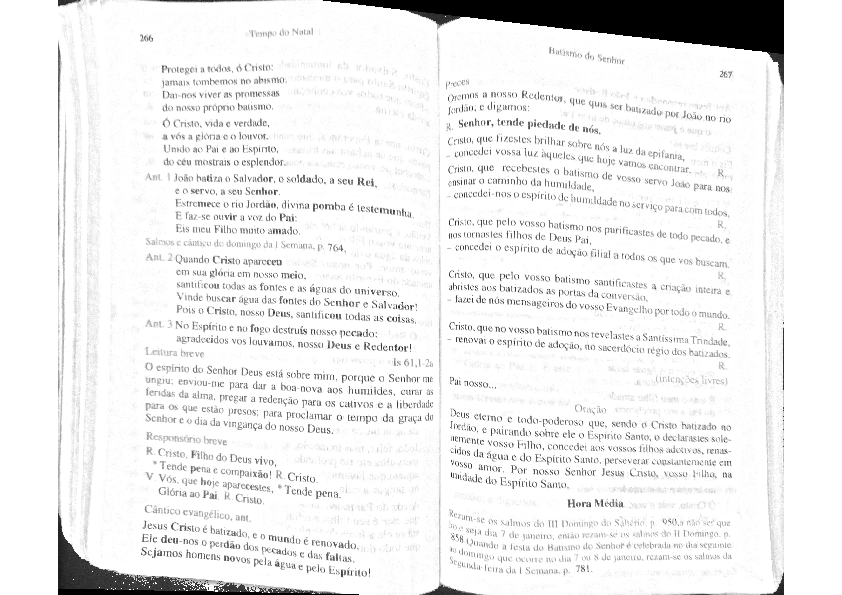 266
Tempo do Natal
Protegei a todos, ó Cristo:
jamais tombemos no abismo.
Dai-nos viver as promessas
do nosso próprio batismo.
Ó Cristo, vida e verdade,
a vós a glória e o louvor.
Unido ao Pai e ao Espírito,
do céu mostrais o esplendor.
Ant. 1 João batiza o Salvador, o soldado, a seu Rei,
e o servo, a seu Senhor.
Estremece o rio Jordão, divina pomba é testemunha.
E faz-se ouvir a voz do Pai:
Eis meu Filho muito amado.
Salmos e cântico do domingo da I Semana, p. 764.
Ant. 2 Quando Cristo apareceu
em sua glória em nosso meio,
santificou todas as fontes e as águas do universo.
Vinde buscar água das fontes do Senhor e Salvador!
Pois o Cristo, nosso Deus, santificou todas as coisas.
Ant. 3 No Espírito e no fogo destruís nosso pecado:
agradecidos vos louvamos, nosso Deus e Redentor!
Leitura breve
Is 61,1-2a
O espírito do Senhor Deus está sobre mim, porque o Senhor me
ungiu; enviou-me para dar a boa-nova aos humildes, curar as
feridas da alma, pregar a redenção para os cativos e a liberdade
para os que estão presos; para proclamar o tempo da graça do
Senhor e o dia da vingança do nosso Deus.
Responsório breve
R. Cristo, Filho do Deus vivo,
* Tende pena e compaixão! R. Cristo.
V. Vós, que hoje aparecestes, * Tende pena.
Glória ao Pai. R. Cristo.
Cântico evangélico, ant.
Jesus Cristo é batizado, e o mundo é renovado.
Ele deu-nos o perdão dos pecados e das faltas.
Sejamos homens novos pela água e pelo Espírito!
Batismo do Senhor
267
Preces
Oremos a nosso Redentor, que quis ser batizado por João no rio
Jordão, e digamos:
R. Senhor, tende piedade de nós.
Cristo, que fizestes brilhar sobre nós a luz da epifania,
– concedei vossa luz àqueles que hoje vamos encontrar. R.
Cristo, que recebestes o batismo de vosso servo João para nos
ensinar o caminho da humildade,
– concedei-nos o espírito de humildade no serviço para com todos.
R.
Cristo, que pelo vosso batismo nos purificastes de todo pecado, e
nos tornastes filhos de Deus Pai,
– concedei o espírito de adoção filial a todos os que vos buscam.
R.
Cristo, que pelo vosso batismo santificastes a criação inteira e
abristes aos batizados as portas da conversão,
– fazei de nós mensageiros do vosso Evangelho por todo o mundo.
R.
Cristo, que no vosso batismo nos revelastes a Santíssima Trindade,
– renovai o espírito de adoção, no sacerdócio régio dos batizados.
R.
(intenções livres)
Pai nosso...
Oração
Deus eterno e todo-poderoso que, sendo o Cristo batizado no
Jordão, e pairando sobre ele o Espírito Santo, o declarastes sole-
nemente vosso Filho, concedei aos vossos filhos adotivos, renas-
cidos da água e do Espírito Santo, perseverar constantemente em
vosso amor. Por nosso Senhor Jesus Cristo, vosso Filho, na
unidade do Espírito Santo.
Hora Média
Rezam-se os salmos do III Domingo do Saltério, p. 950, a não ser que
seja dia 7 de janeiro, então rezam-se os salmos do II Domingo, p.
858. Quando a festa do Batismo do Senhor é celebrada no dia seguinte
ao domingo que ocorre no dia 7 ou 8 de janeiro, rezam-se os salmos da
Segunda-feira da I Semana, p. 781.